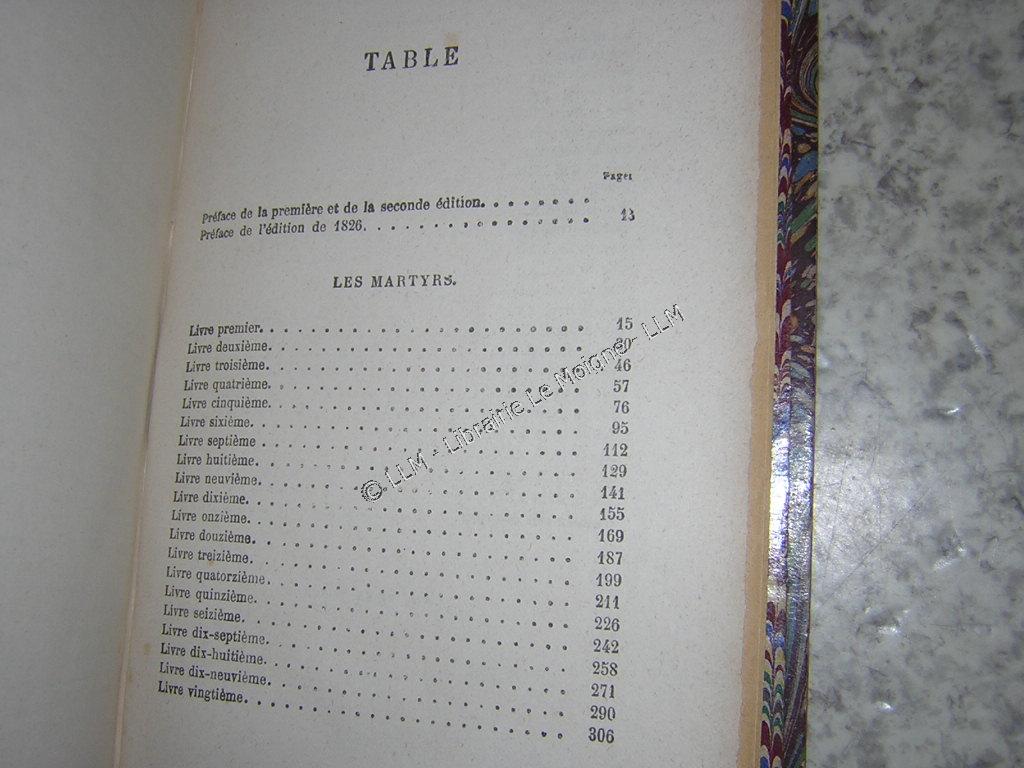 TABLE
Pages
Préface de la première et de la seconde édition. . . . . . . .
Préface de l'édition de 1826. . . . . . . . . . . . . 13
LES MARTYRS.
Livre premier. . . . . . . . . . . . . . . . . . . 15
Livre deuxième. . . . . . . . . . . . . . . . . . . 30
Livre troisième. . . . . . . . . . . . . . . . . . . 46
Livre quatrième. . . . . . . . . . . . . . . . . . . 57
Livre cinquième. . . . . . . . . . . . . . . . . . . 76
Livre sixième. . . . . . . . . . . . . . . . . . . 95
Livre septième . . . . . . . . . . . . . . . . . . . 112
Livre huitième. . . . . . . . . . . . . . . . . . . 129
Livre neuvième. . . . . . . . . . . . . . . . . . . 141
Livre dixième. . . . . . . . . . . . . . . . . . . 155
Livre onzième. . . . . . . . . . . . . . . . . . . 169
Livre douzième. . . . . . . . . . . . . . . . . . . 187
Livre treizième. . . . . . . . . . . . . . . . . . . 199
Livre quatorzième. . . . . . . . . . . . . . . . . . . 211
Livre quinzième. . . . . . . . . . . . . . . . . . . 226
Livre seizième. . . . . . . . . . . . . . . . . . . 242
Livre dix-septième. . . . . . . . . . . . . . . . . . . 258
Livre dix-huitième. . . . . . . . . . . . . . . . . . . 271
Livre dix-neuvième. . . . . . . . . . . . . . . . . . . 290
Livre vingtième. . . . . . . . . . . . . . . . . . . 306
© LLM - Librairie Le Moigne - LLM